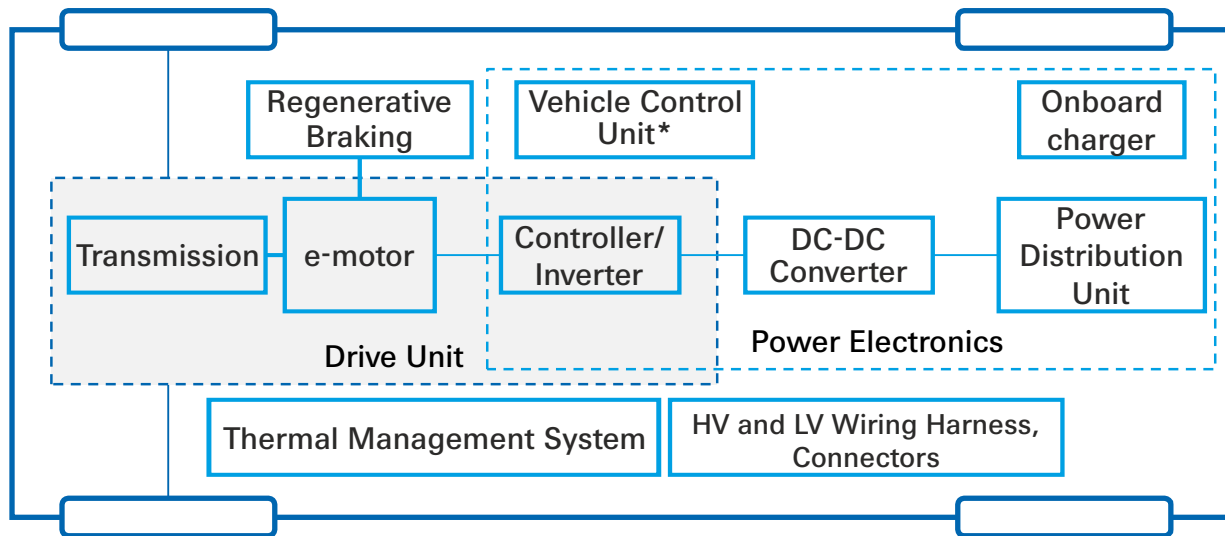 Regenerative
Braking
Vehicle Control
Unit*
Onboard
charger
Transmission
e-motor
Controller/
Inverter
DC-DC
Converter
Power
Distribution
Unit
Drive Unit
Power Electronics
Thermal Management System
HV and LV Wiring Harness,
Connectors